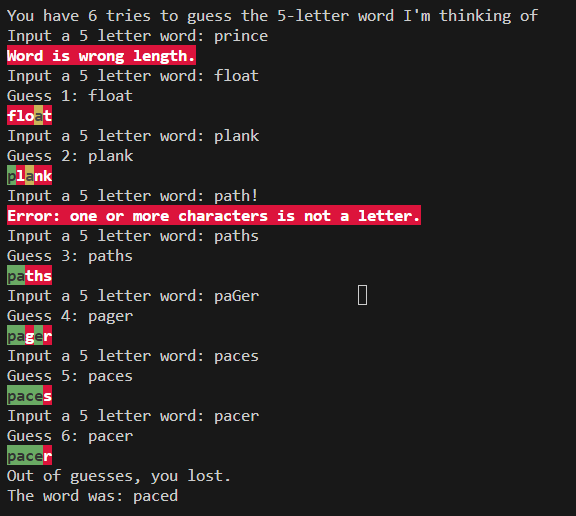 You have 6 tries to guess the 5-letter word I'm thinking of
Input a 5 letter word: prince
Word is wrong length.
Input a 5 letter word: float
Guess 1: float
float
Input a 5 letter word: plank
Guess 2: plank
plank
Input a 5 letter word: path!
Error: one or more characters is not a letter.
Input a 5 letter word: paths
Guess 3: paths
paths
Input a 5 letter word: paGer
Guess 4: pager
pager
Input a 5 letter word: paces
Guess 5: paces
paces
Input a 5 letter word: pacer
Guess 6: pacer
pacer
Out of guesses, you lost.
The word was: paced